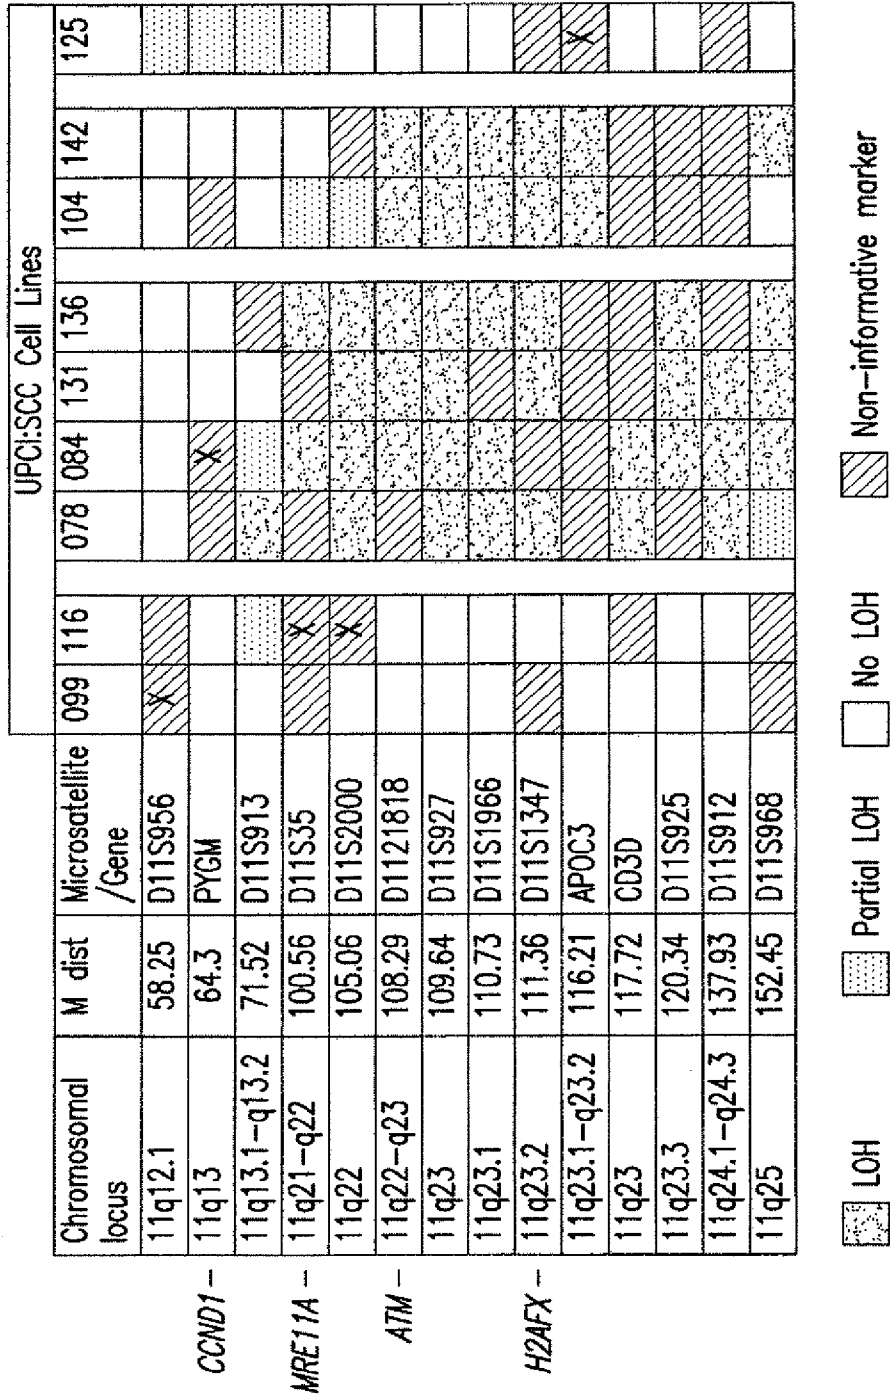 UPCI:SCC Cell Lines
Chromosomal locus M dist Microsatellite /Gene 099 116 078 084 131 136 104 142 125
11q12.1 58.25 D11S956 X
CCND1 – 11q13 64.3 PYGM X
11q13.1–q13.2 71.52 D11S913
MRE11A – 11q21–q22 100.56 D11S35 X
11q22 105.06 D11S2000 X
ATM – 11q22–q23 108.29 D1121818
11q23 109.64 D11S927
11q23.1 110.73 D11S1966
H2AFX – 11q23.2 111.36 D11S1347
11q23.1–q23.2 116.21 APOC3 X
11q23 117.72 CD3D
11q23.3 120.34 D11S925
11q24.1–q24.3 137.93 D11S912
11q25 152.45 D11S968
LOH Partial LOH No LOH Non–informative marker